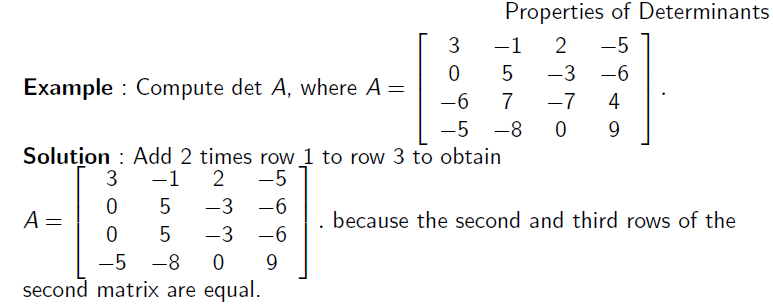 Properties of Determinants
Example : Compute det A, where A = [ 3 −1 2 −5
0 5 −3 −6
−6 7 −7 4
−5 −8 0 9 ] .
Solution : Add 2 times row 1 to row 3 to obtain
A = [ 3 −1 2 −5
0 5 −3 −6
0 5 −3 −6
−5 −8 0 9 ] . because the second and third rows of the
second matrix are equal.